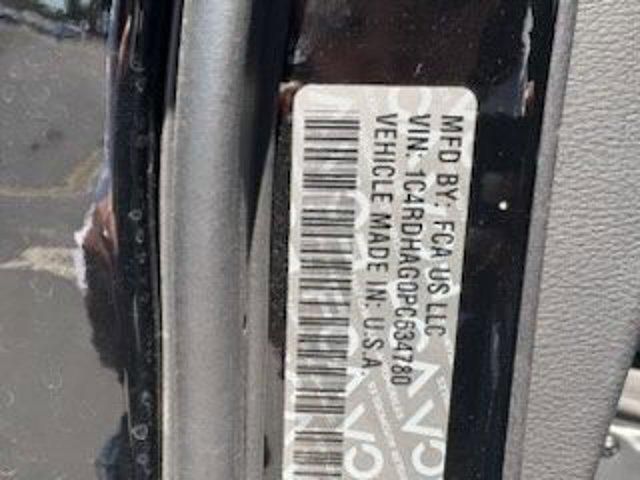 MFD BY: FCA US LLC
VIN: 1C4RDHAG0PC634780
VEHICLE MADE IN: U.S.A.